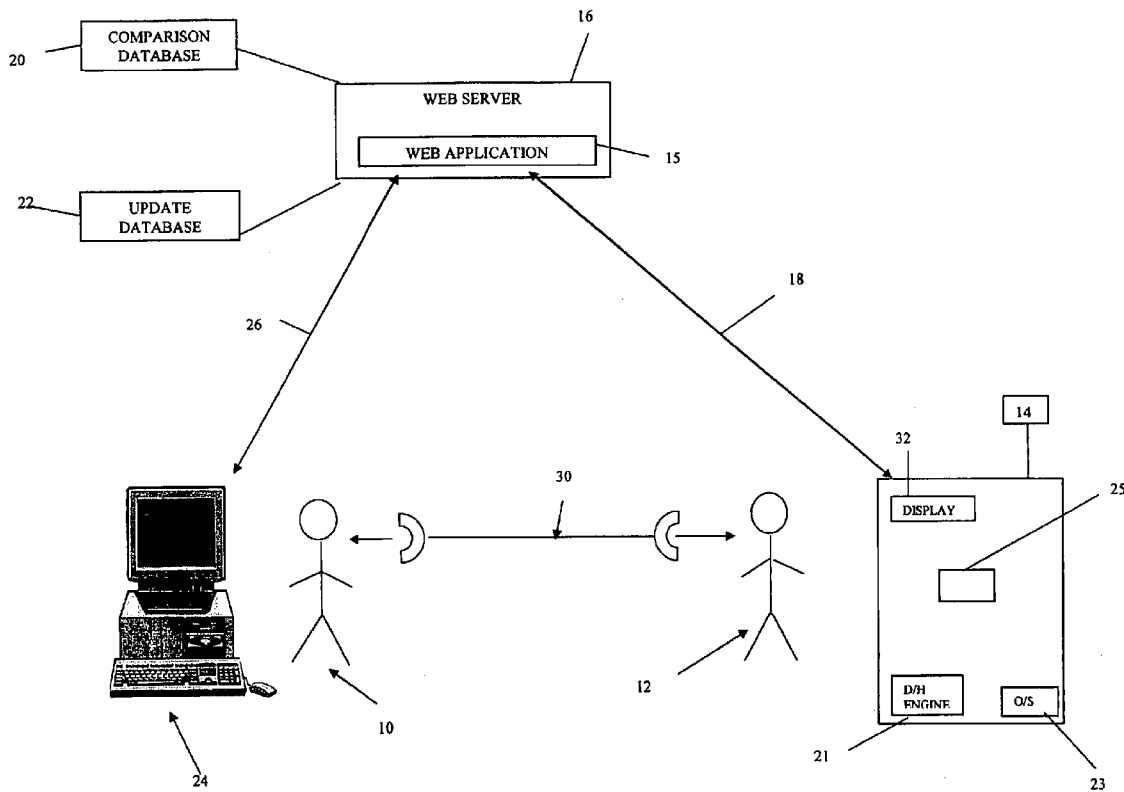 COMPARISON
DATABASE
20
16
WEB SERVER
WEB APPLICATION
15
22
UPDATE
DATABASE
26
18
14
32
25
30
DISPLAY
12
10
D/H
ENGINE
O/S
21
24
23